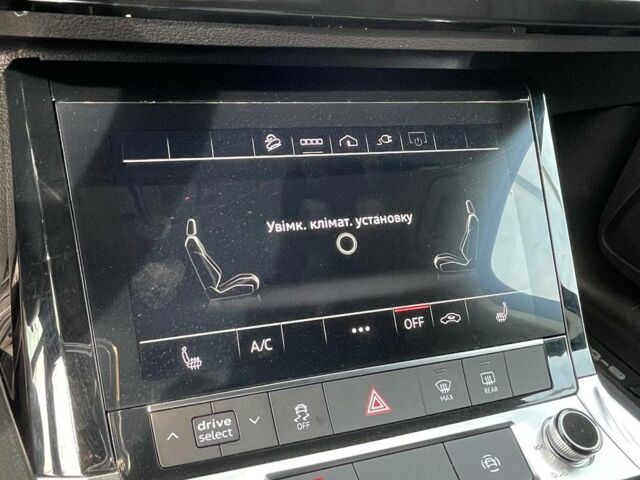 Увімк. клімат. установку
A/C
•••
OFF
drive
select
OFF
MAX
REAR